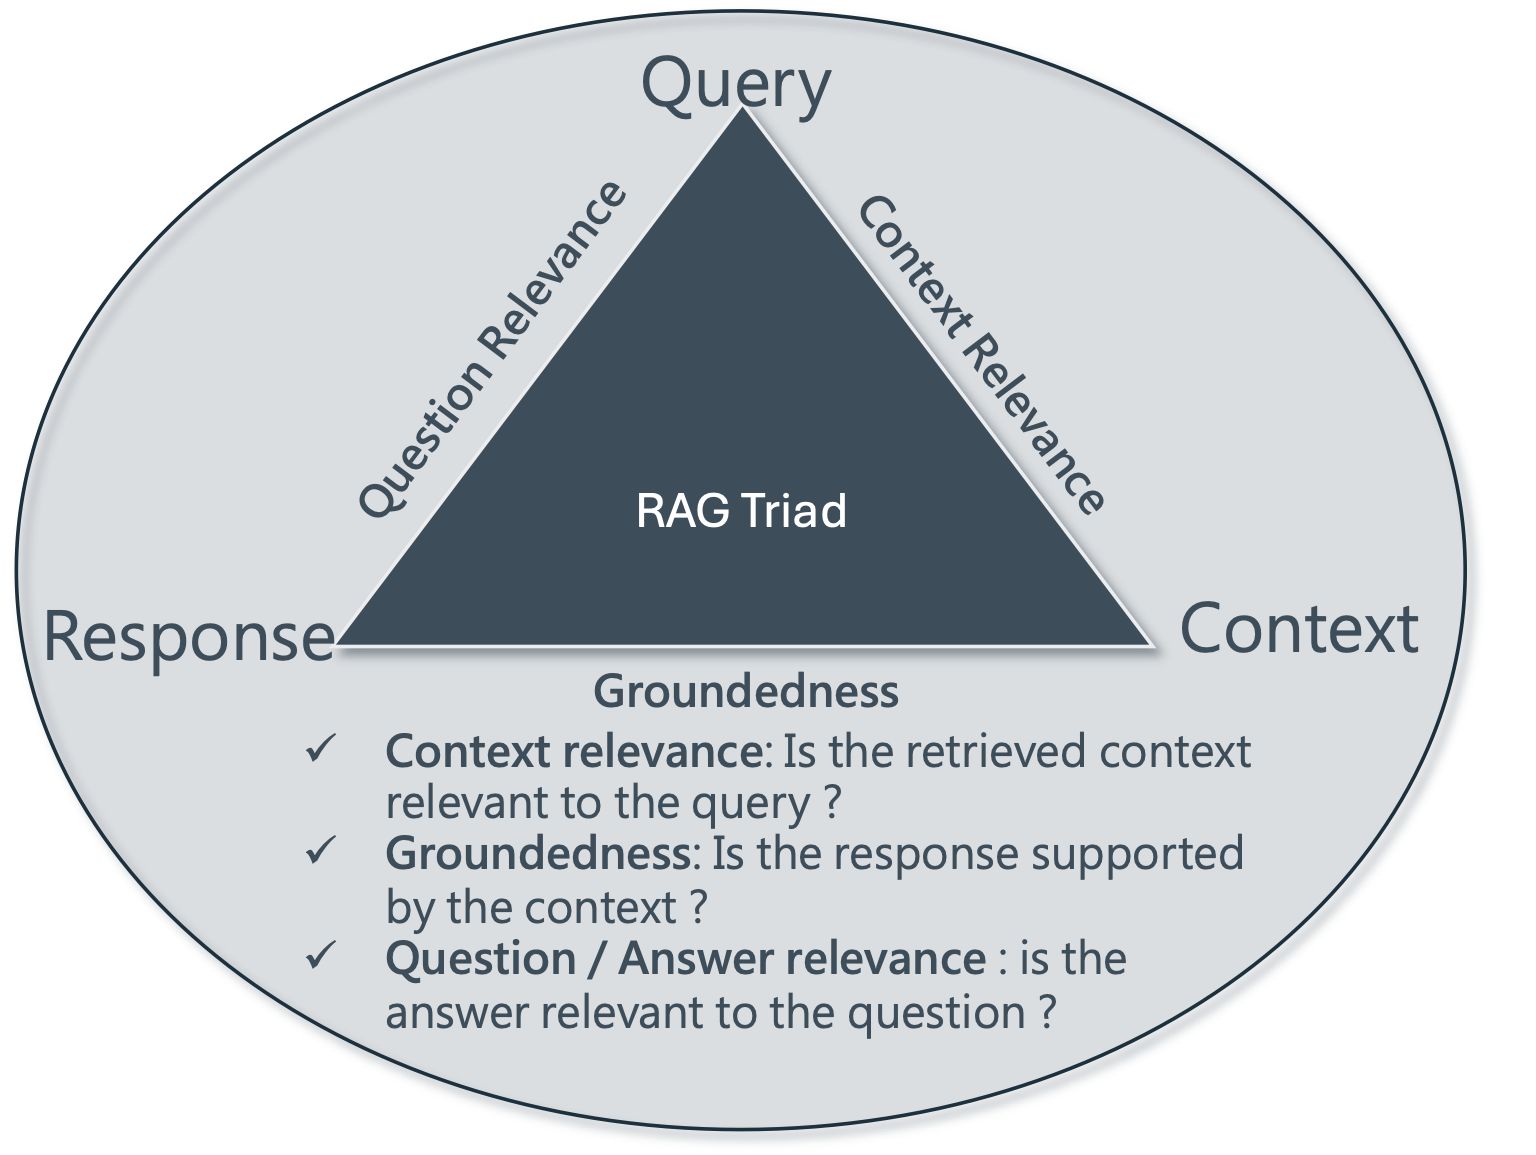 Query
Question Relevance
Context Relevance
RAG Triad
Response
Context
Groundedness
✓ Context relevance: Is the retrieved context
relevant to the query ?
✓ Groundedness: Is the response supported
by the context ?
✓ Question / Answer relevance : is the
answer relevant to the question ?